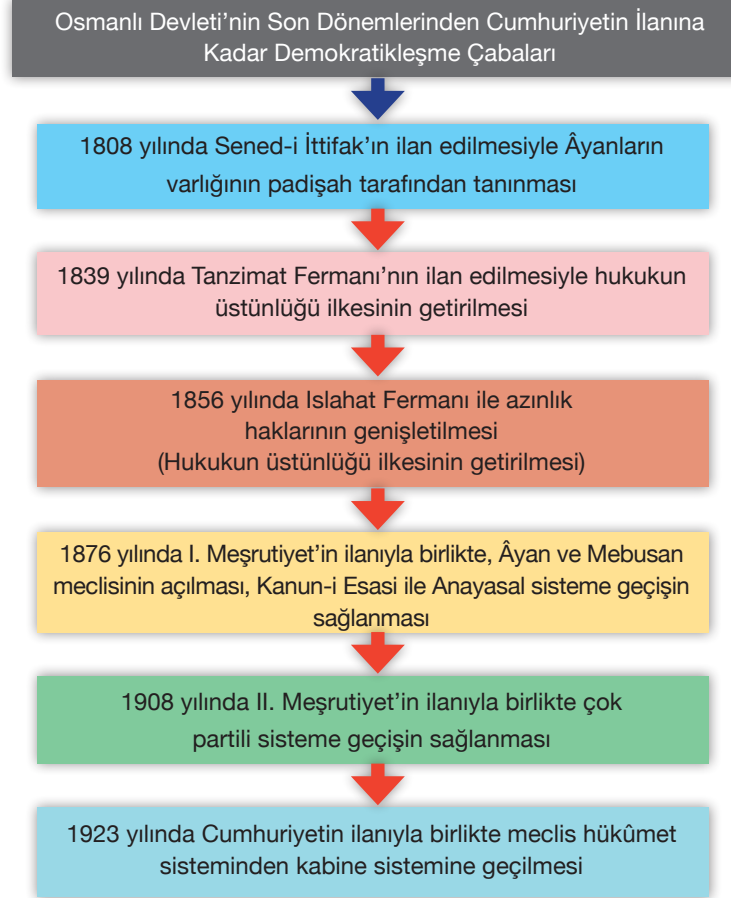 Osmanlı Devleti’nin Son Dönemlerinden Cumhuriyetin İlanına
Kadar Demokratikleşme Çabaları
1808 yılında Sened-i İttifak’ın ilan edilmesiyle Âyanların
varlığının padişah tarafından tanınması
1839 yılında Tanzimat Fermanı’nın ilan edilmesiyle hukukun
üstünlüğü ilkesinin getirilmesi
1856 yılında Islahat Fermanı ile azınlık
haklarının genişletilmesi
(Hukukun üstünlüğü ilkesinin getirilmesi)
1876 yılında I. Meşrutiyet’in ilanıyla birlikte, Âyan ve Mebusan
meclisinin açılması, Kanun-i Esasi ile Anayasal sisteme geçişin
sağlanması
1908 yılında II. Meşrutiyet’in ilanıyla birlikte çok
partili sisteme geçişin sağlanması
1923 yılında Cumhuriyetin ilanıyla birlikte meclis hükûmet
sisteminden kabine sistemine geçilmesi